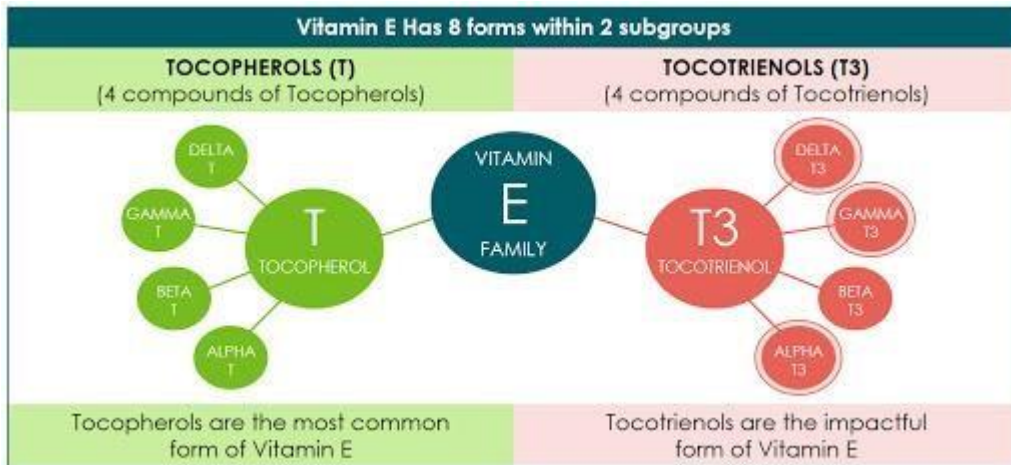 Vitamin E Has 8 forms within 2 subgroups
TOCOPHEROLS (T)
(4 compounds of Tocopherols)
TOCOTRIENOLS (T3)
(4 compounds of Tocotrienols)
DELTA
T
GAMMA
T
BETA
T
ALPHA
T
T
TOCOPHEROL
VITAMIN
E
FAMILY
T3
TOCOTRIENOL
DELTA
T3
GAMMA
T3
BETA
T3
ALPHA
T3
Tocopherols are the most common
form of Vitamin E
Tocotrienols are the impactful
form of Vitamin E